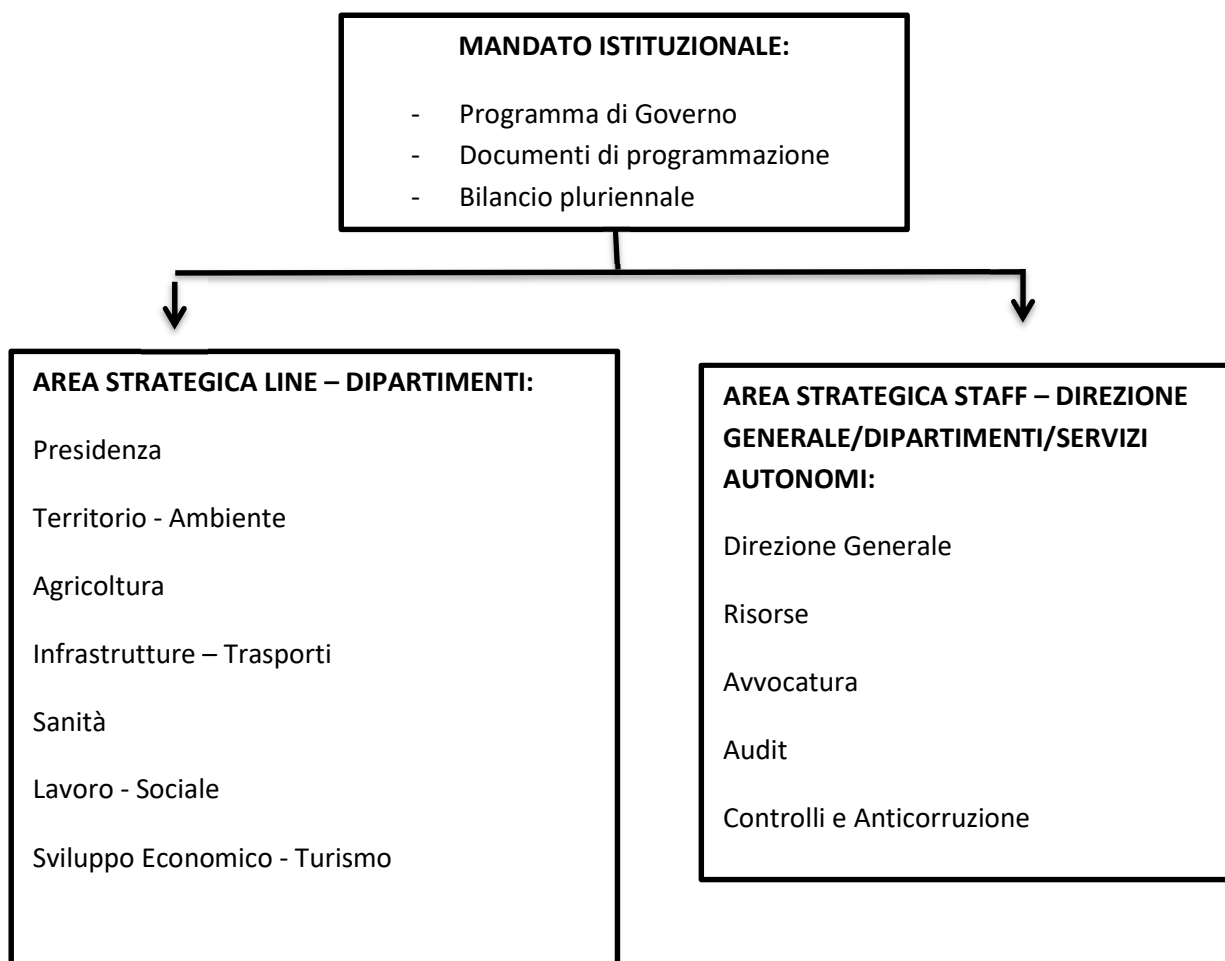 MANDATO ISTITUZIONALE:
- Programma di Governo
- Documenti di programmazione
- Bilancio pluriennale
AREA STRATEGICA LINE – DIPARTIMENTI:
Presidenza
Territorio - Ambiente
Agricoltura
Infrastrutture – Trasporti
Sanità
Lavoro - Sociale
Sviluppo Economico - Turismo
AREA STRATEGICA STAFF – DIREZIONE
GENERALE/DIPARTIMENTI/SERVIZI
AUTONOMI:
Direzione Generale
Risorse
Avvocatura
Audit
Controlli e Anticorruzione